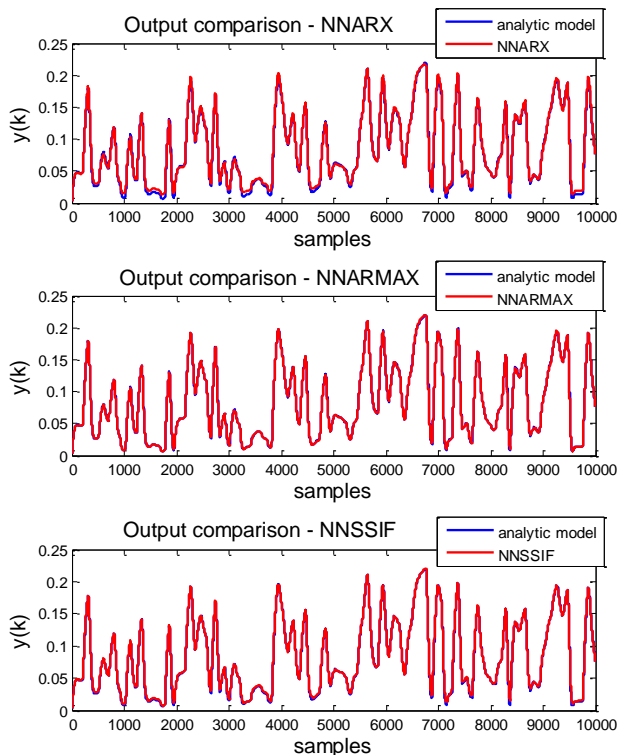 Output comparison - NNARX
analytic model
NNARX
0.25
0.2
0.15
0.1
0.05
0
y(k)
0 1000 2000 3000 4000 5000 6000 7000 8000 9000 10000
samples
Output comparison - NNARMAX
analytic model
NNARMAX
0.25
0.2
0.15
0.1
0.05
0
y(k)
0 1000 2000 3000 4000 5000 6000 7000 8000 9000 10000
samples
Output comparison - NNSSIF
analytic model
NNSSIF
0.25
0.2
0.15
0.1
0.05
0
y(k)
0 1000 2000 3000 4000 5000 6000 7000 8000 9000 10000
samples